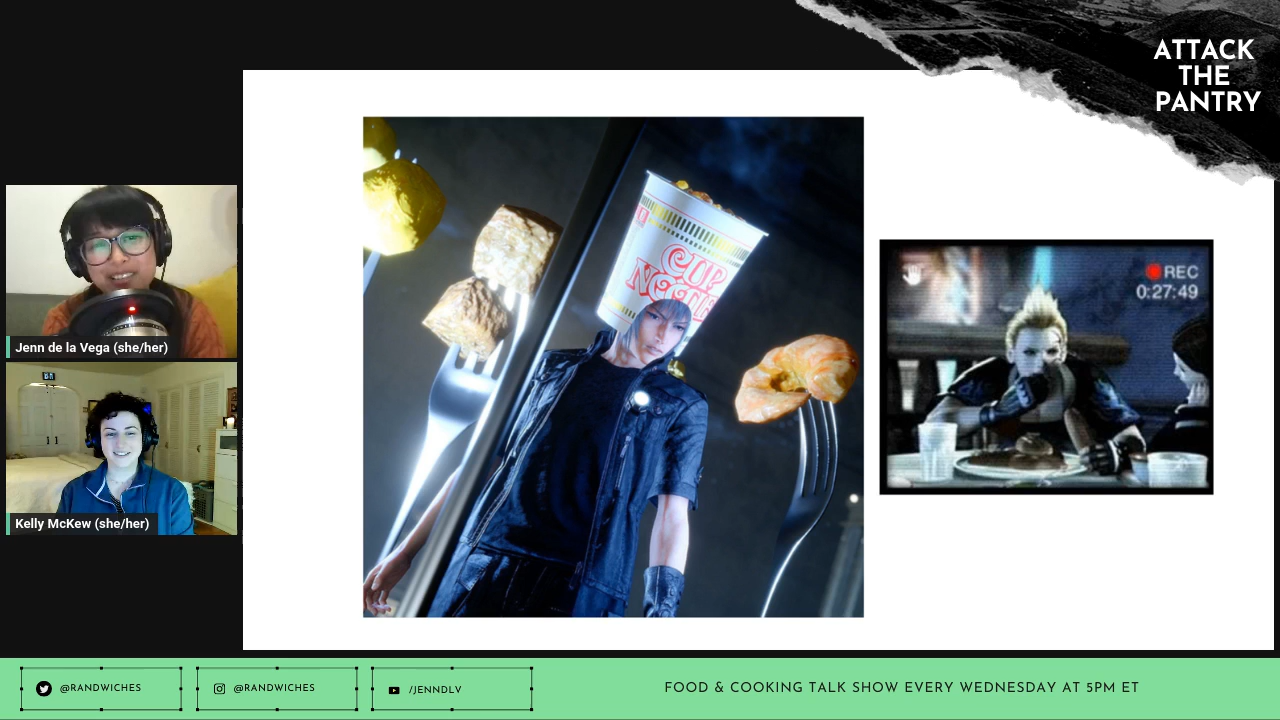 ATTACK
THE
PANTRY
CUP
NOODLES
REC
0:27:49
Jenn de la Vega (she/her)
Kelly McKew (she/her)
@RANDWICHES
@RANDWICHES
/JENNDLV
FOOD & COOKING TALK SHOW EVERY WEDNESDAY AT 5PM ET